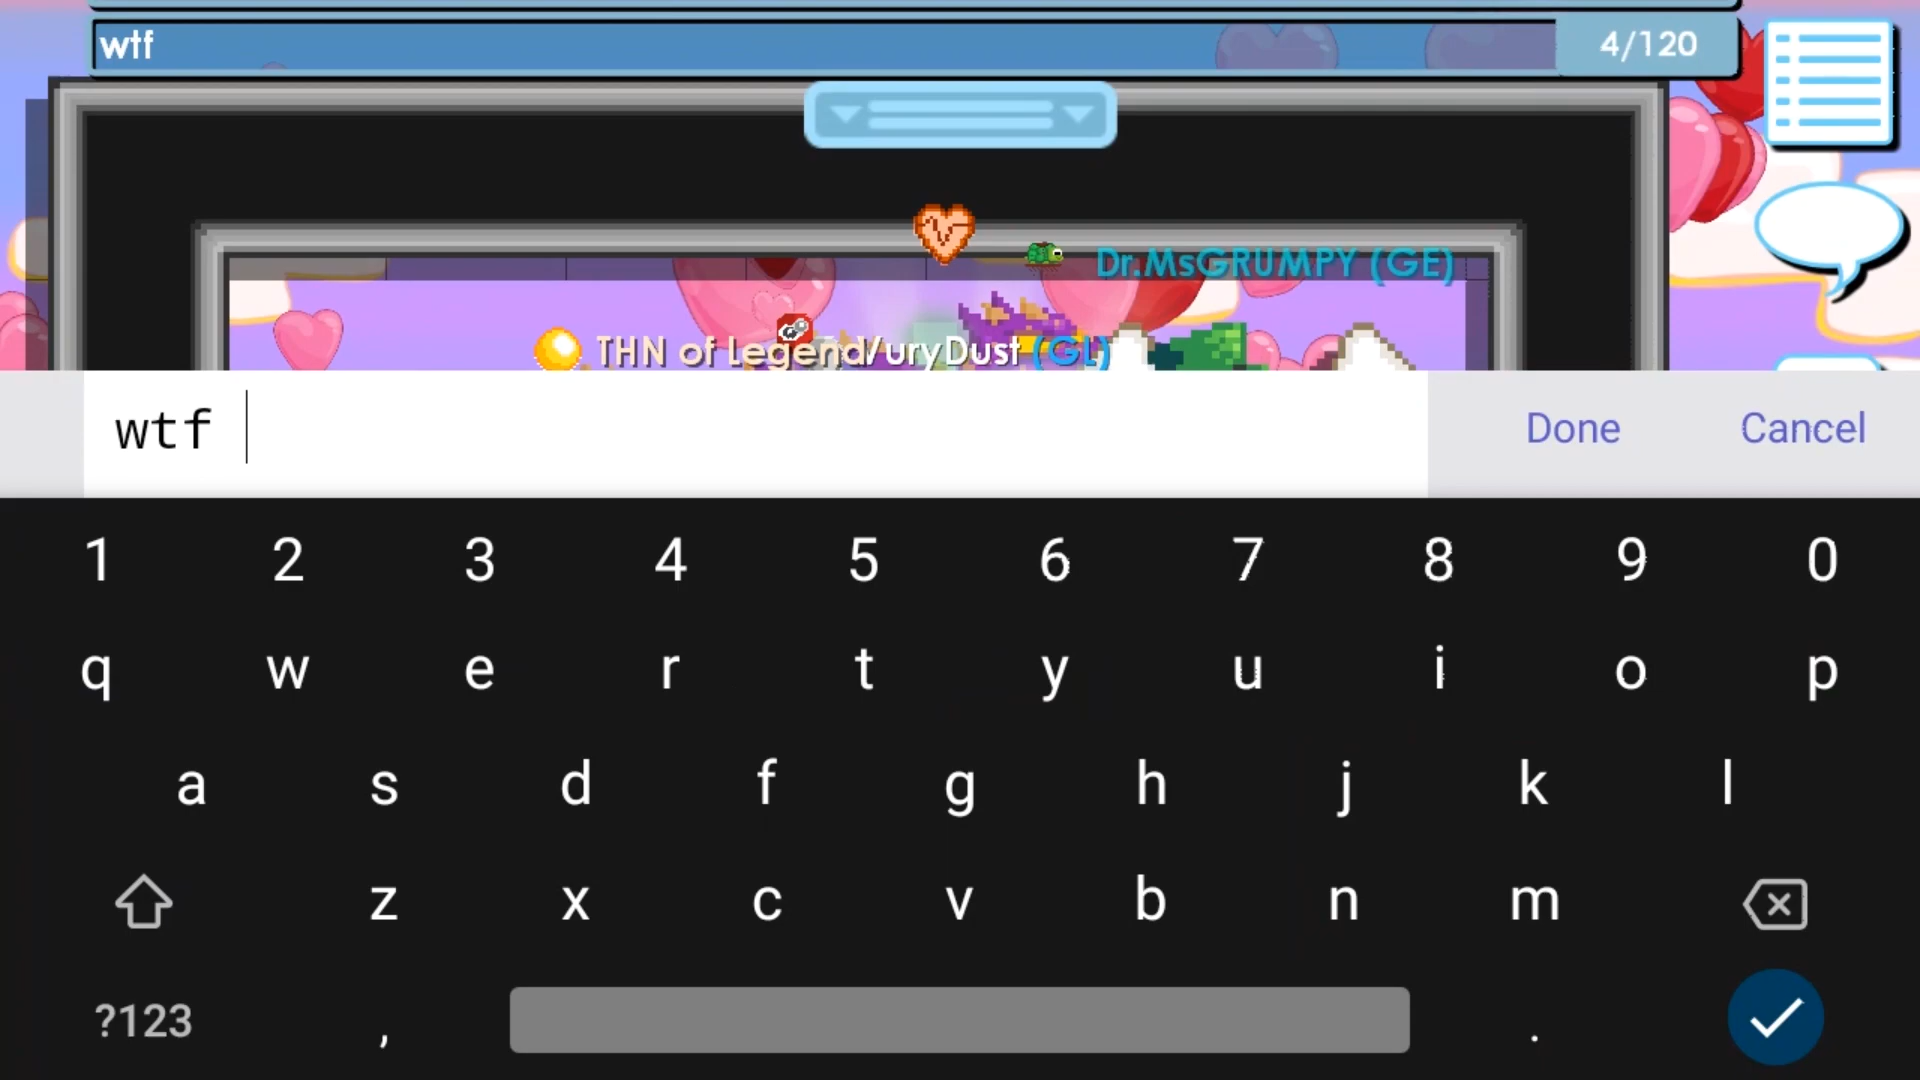 wtf
4/120
Dr.MsGRUMPY (GE)
THN of Legend
uryDust (GL)
wtf
Done
Cancel
1 2 3 4 5 6 7 8 9 0
q w e r t y u i o p
a s d f g h j k l
z x c v b n m
?123 , .